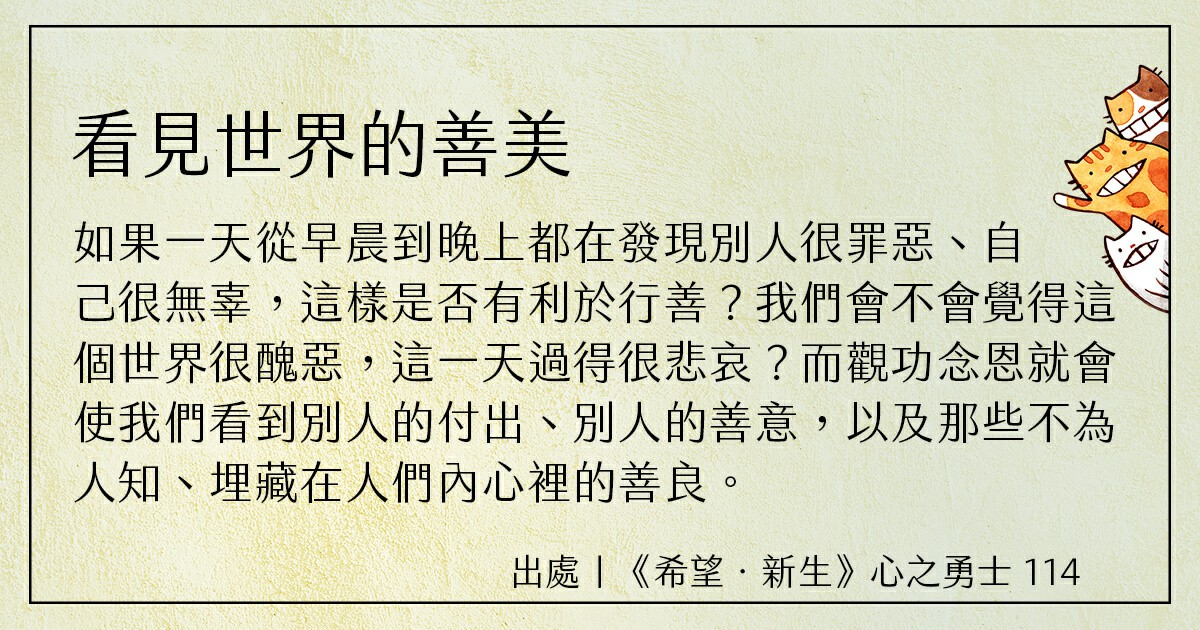 看見世界的善美
如果一天從早晨到晚上都在發現別人很罪惡、自
己很無辜，這樣是否有利於行善？我們會不會覺得這
個世界很醜惡，這一天過得很悲哀？而觀功念恩就會
使我們看到別人的付出、別人的善意，以及那些不為
人知、埋藏在人們內心裡的善良。
出處｜《希望．新生》心之勇士 114